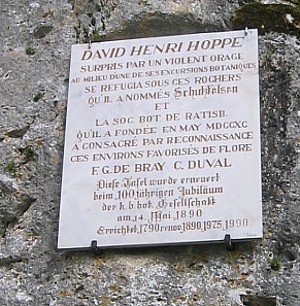 DAVID HENRI HOPPE
SURPRIS PAR UN VIOLENT ORAGE
AU MILIEU D'UNE DE SES EXCURSIONS BOTANIQUES
SE REFUGIA SOUS CES ROCHERS
QU'IL A NOMMÉS Schutzfelsen
ET
LA SOC. BOT. DE RATISB.
QU'IL A FONDÉE EN MAY MDCCXC
A CONSACRÉ PAR RECONNAISSANCE
CES ENVIRONS FAVORISÉS DE FLORE
F.G. DE BRAY C. DUVAL
Diese Tafel wurde erneuert
beim 100jährigen Jubiläum
der k. b. bot. Gesellschaft
am 14. Mai 1890
Errichtet 1790 renov. 1890, 1975, 1990